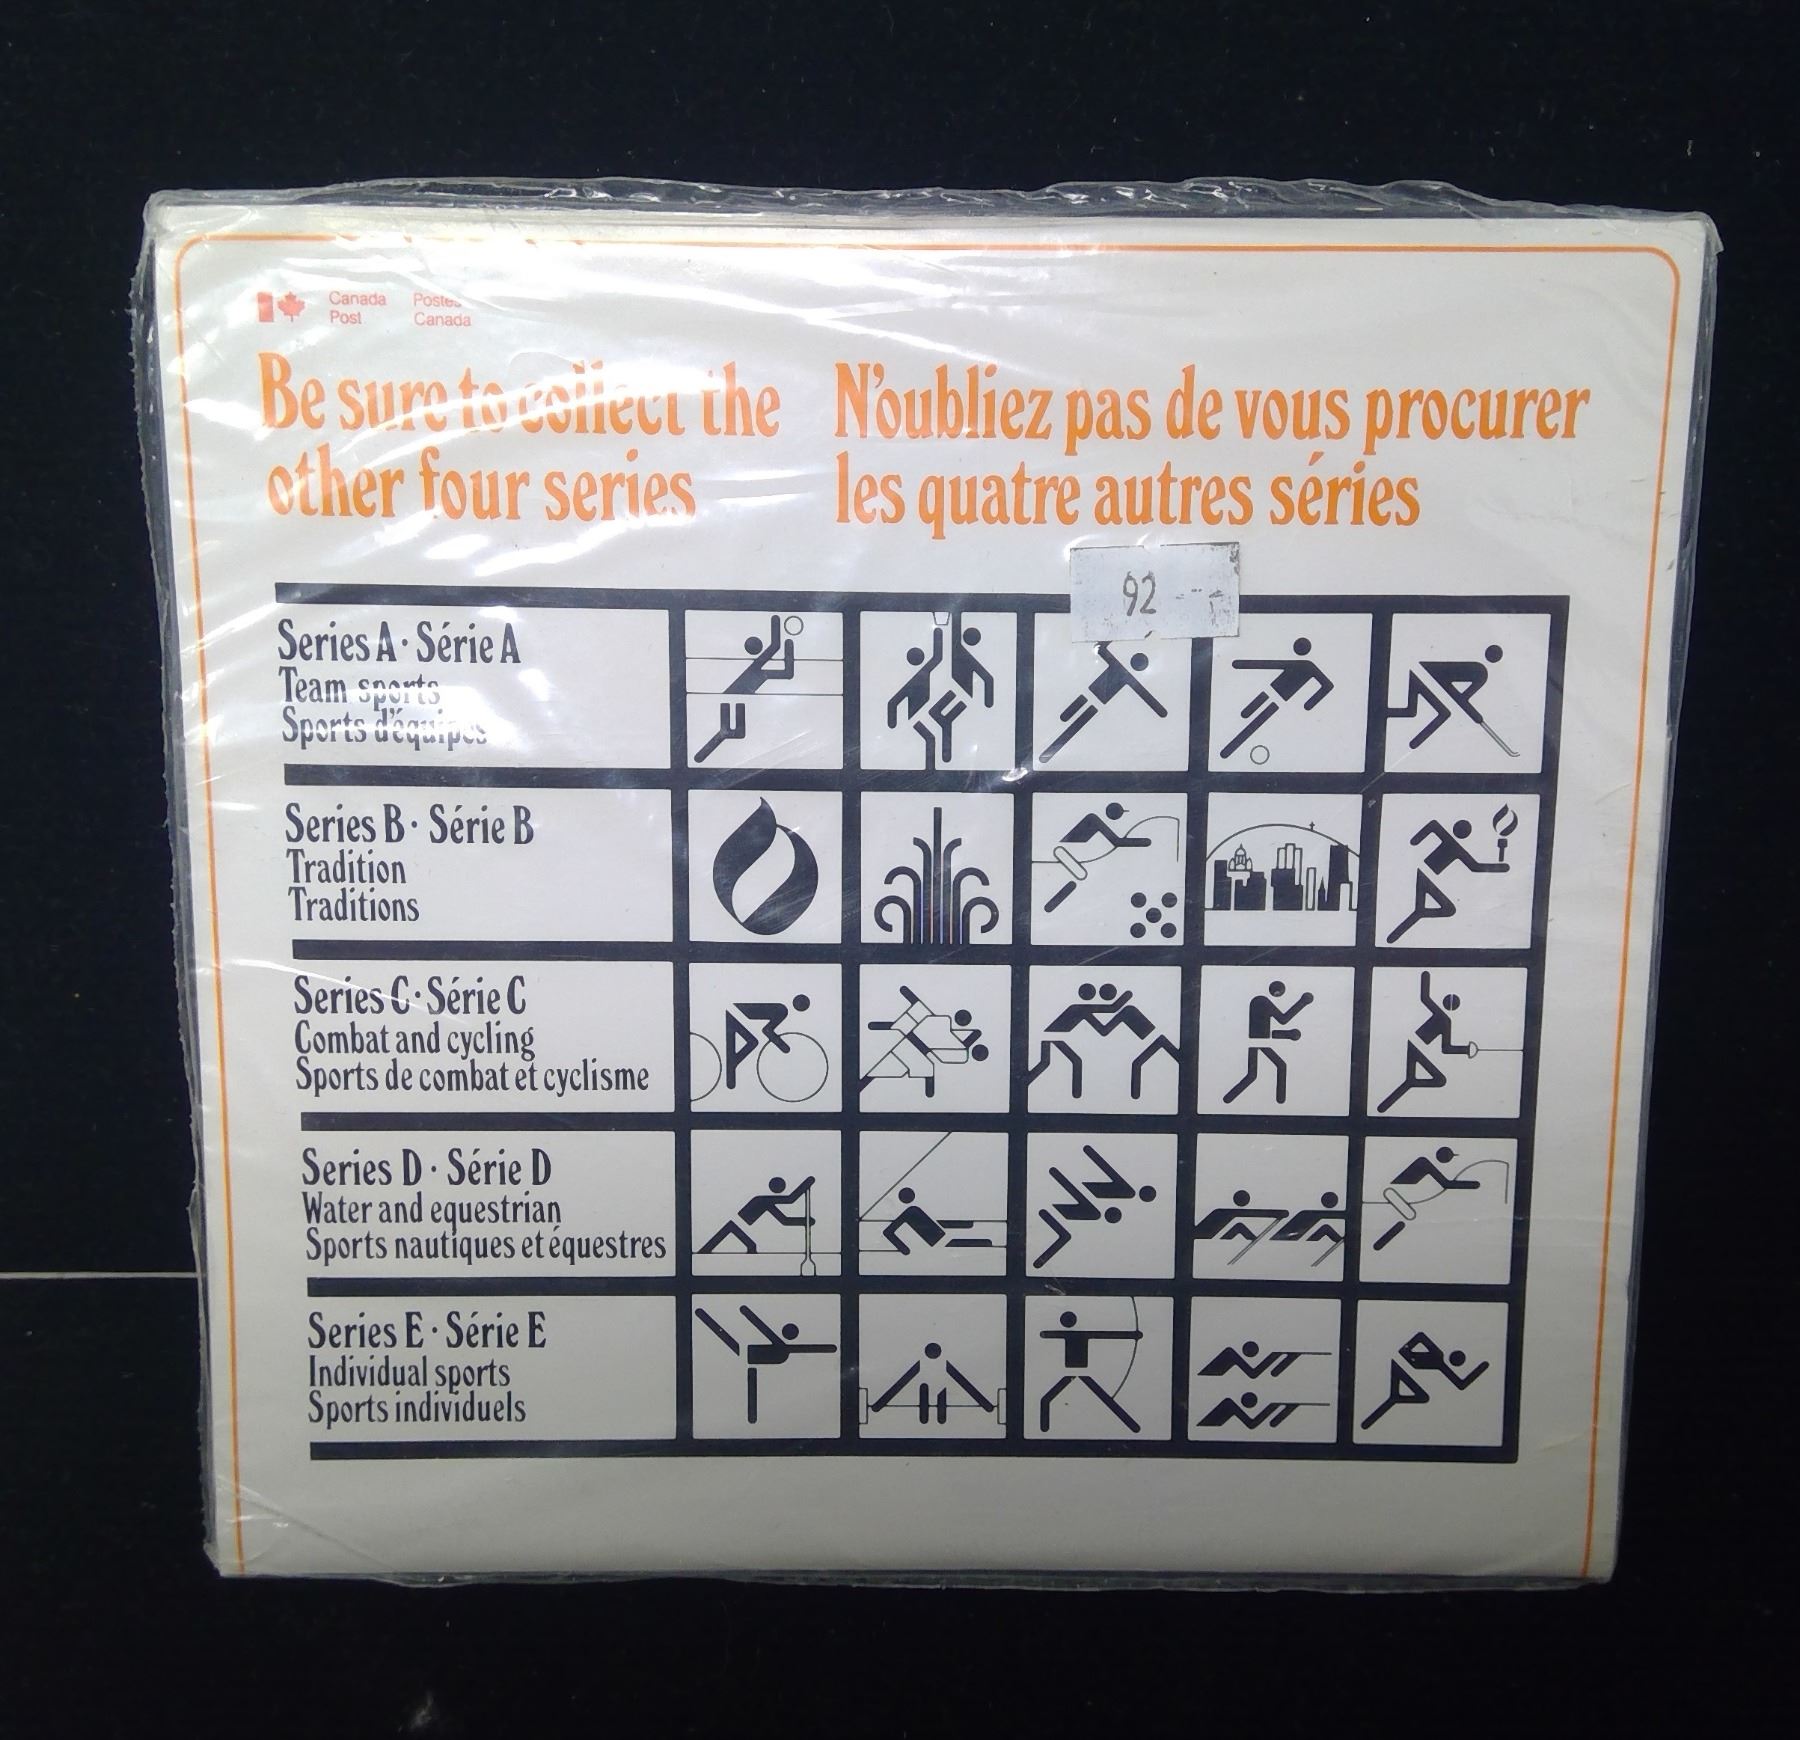 Canada Post
Postes Canada
Be sure to collect the
other four series
N'oubliez pas de vous procurer
les quatre autres séries
92
Series A · Série A
Team sports
Sports d'équipes
Series B · Série B
Tradition
Traditions
Series C · Série C
Combat and cycling
Sports de combat et cyclisme
Series D · Série D
Water and equestrian
Sports nautiques et équestres
Series E · Série E
Individual sports
Sports individuels